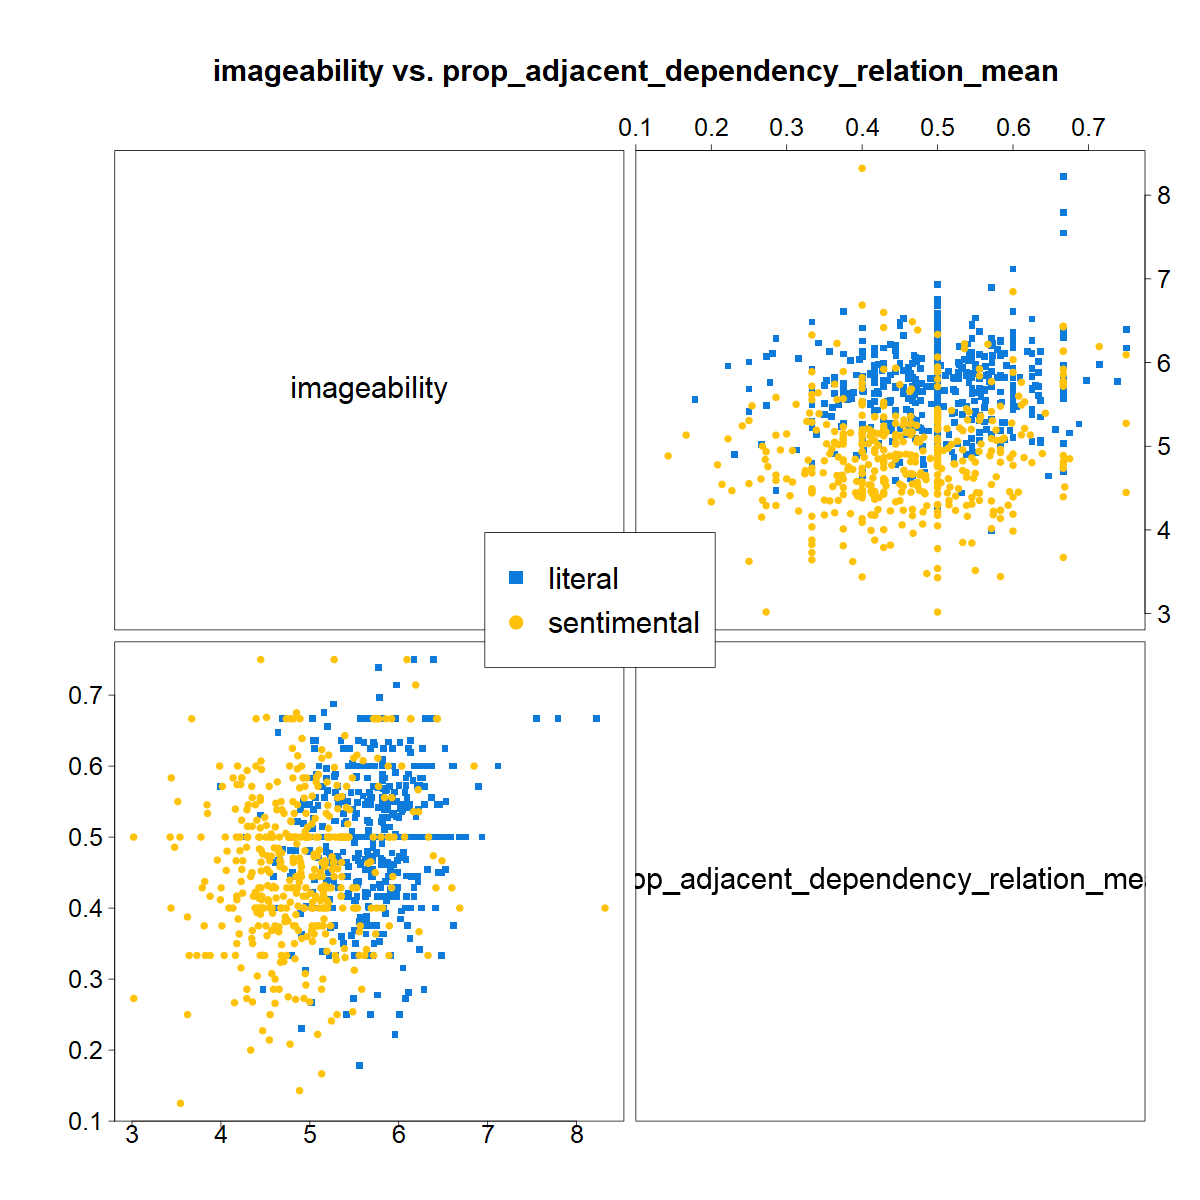 imageability vs. prop_adjacent_dependency_relation_mean
0.1 0.2 0.3 0.4 0.5 0.6 0.7
imageability
8
7
6
5
4
3
literal
sentimental
0.7
0.6
0.5
0.4
0.3
0.2
0.1
op_adjacent_dependency_relation_me
3 4 5 6 7 8